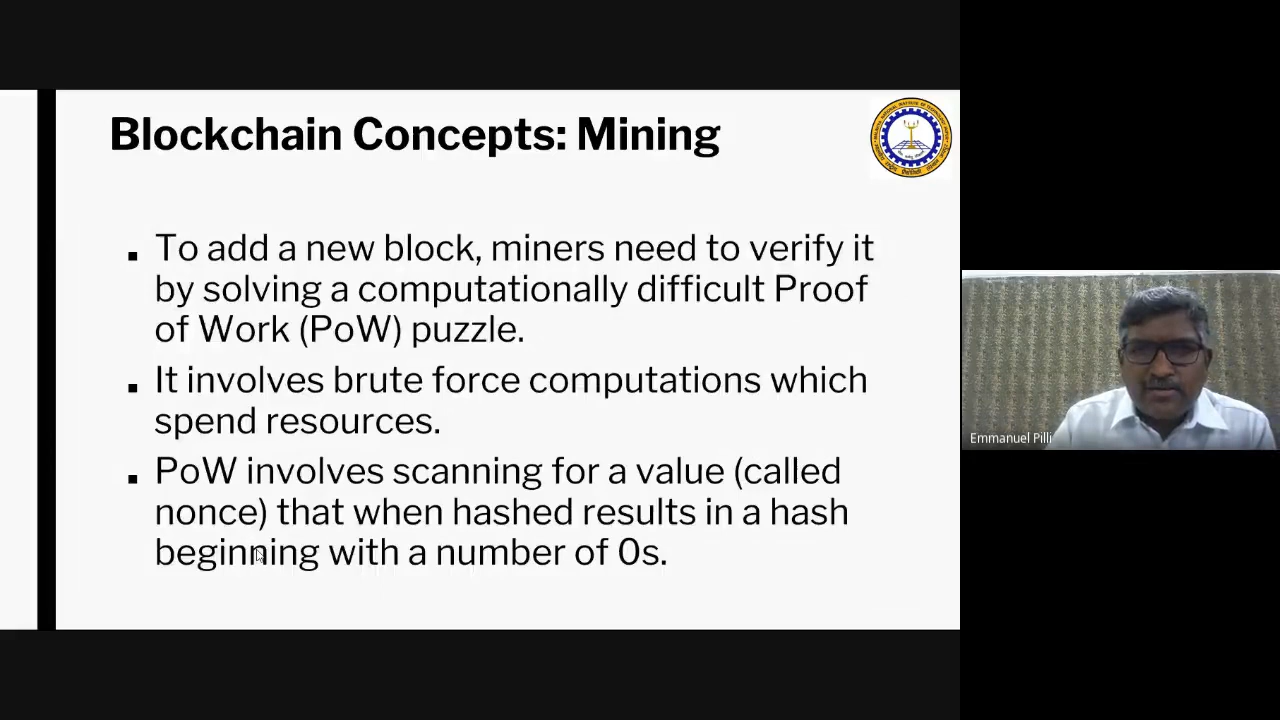 Blockchain Concepts: Mining
▪ To add a new block, miners need to verify it
by solving a computationally difficult Proof
of Work (PoW) puzzle.
▪ It involves brute force computations which
spend resources.
▪ PoW involves scanning for a value (called
nonce) that when hashed results in a hash
beginning with a number of 0s.
Emmanuel Pilli